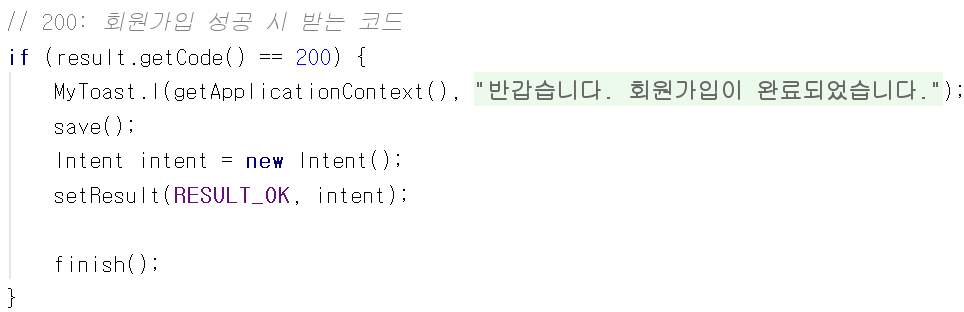 // 200: 회원가입 성공 시 받는 코드
if (result.getCode() == 200) {
    MyToast.l(getApplicationContext(), "반갑습니다. 회원가입이 완료되었습니다.");
    save();
    Intent intent = new Intent();
    setResult(RESULT_OK, intent);
    finish();
}